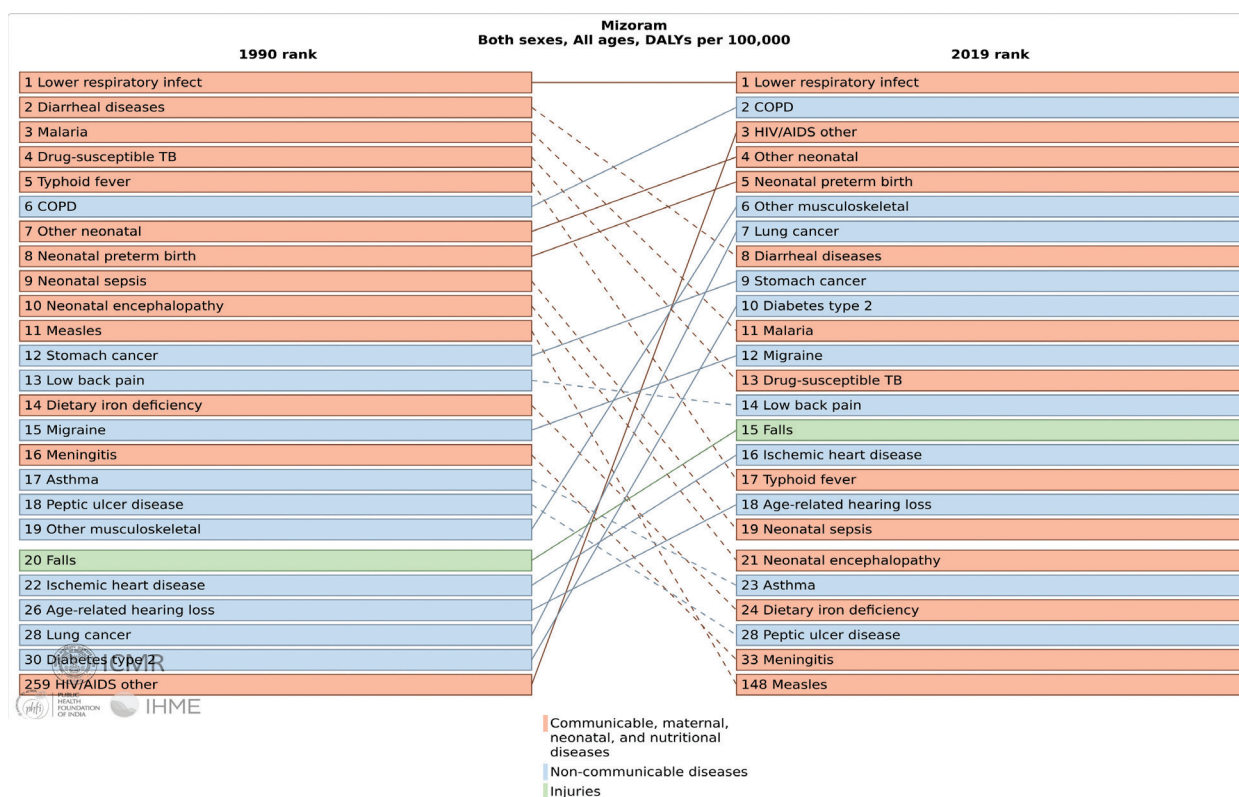 Mizoram
Both sexes, All ages, DALYs per 100,000
1990 rank
1 Lower respiratory infect
2 Diarrheal diseases
3 Malaria
4 Drug-susceptible TB
5 Typhoid fever
6 COPD
7 Other neonatal
8 Neonatal preterm birth
9 Neonatal sepsis
10 Neonatal encephalopathy
11 Measles
12 Stomach cancer
13 Low back pain
14 Dietary iron deficiency
15 Migraine
16 Meningitis
17 Asthma
18 Peptic ulcer disease
19 Other musculoskeletal
20 Falls
22 Ischemic heart disease
26 Age-related hearing loss
28 Lung cancer
30 Diabetes type 2
259 HIV/AIDS other
2019 rank
1 Lower respiratory infect
2 COPD
3 HIV/AIDS other
4 Other neonatal
5 Neonatal preterm birth
6 Other musculoskeletal
7 Lung cancer
8 Diarrheal diseases
9 Stomach cancer
10 Diabetes type 2
11 Malaria
12 Migraine
13 Drug-susceptible TB
14 Low back pain
15 Falls
16 Ischemic heart disease
17 Typhoid fever
18 Age-related hearing loss
19 Neonatal sepsis
21 Neonatal encephalopathy
23 Asthma
24 Dietary iron deficiency
28 Peptic ulcer disease
33 Meningitis
148 Measles
ICMR
phfi
PUBLIC
HEALTH
FOUNDATION
OF INDIA
IHME
Communicable, maternal,
neonatal, and nutritional
diseases
Non-communicable diseases
Injuries